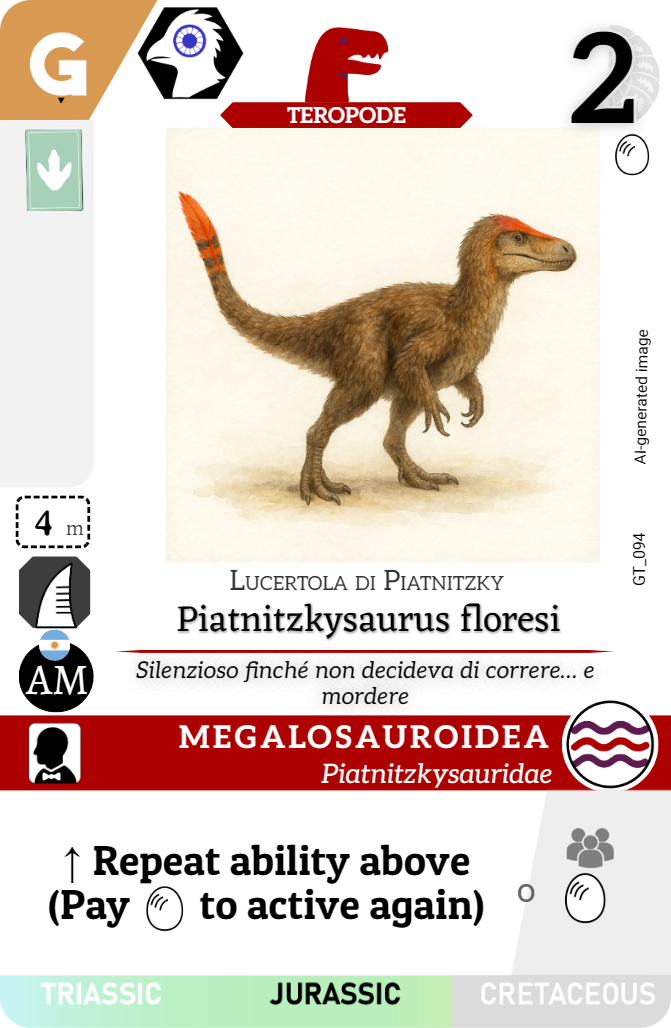 G
2
TEROPODE
AI-generated image
GT_094
4 m
AM
Lucertola di Piatnitzky
Piatnitzkysaurus floresi
Silenzioso finché non decideva di correre... e
mordere
MEGALOSAUROIDEA
Piatnitzkysauridae
↑ Repeat ability above
(Pay to active again)
o
TRIASSIC
JURASSIC
CRETACEOUS